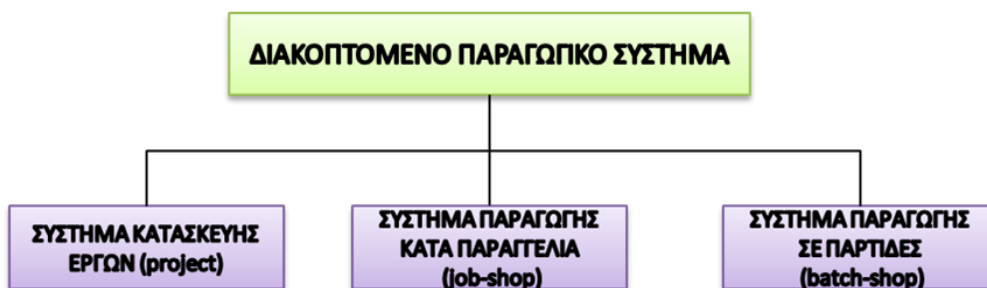 ΔΙΑΚΟΠΤΟΜΕΝΟ ΠΑΡΑΓΩΓΙΚΟ ΣΥΣΤΗΜΑ
ΣΥΣΤΗΜΑ ΚΑΤΑΣΚΕΥΗΣ
ΕΡΓΩΝ (project)
ΣΥΣΤΗΜΑ ΠΑΡΑΓΩΓΗΣ
ΚΑΤΑ ΠΑΡΑΓΓΕΛΙΑ
(job-shop)
ΣΥΣΤΗΜΑ ΠΑΡΑΓΩΓΗΣ
ΣΕ ΠΑΡΤΙΔΕΣ
(batch-shop)